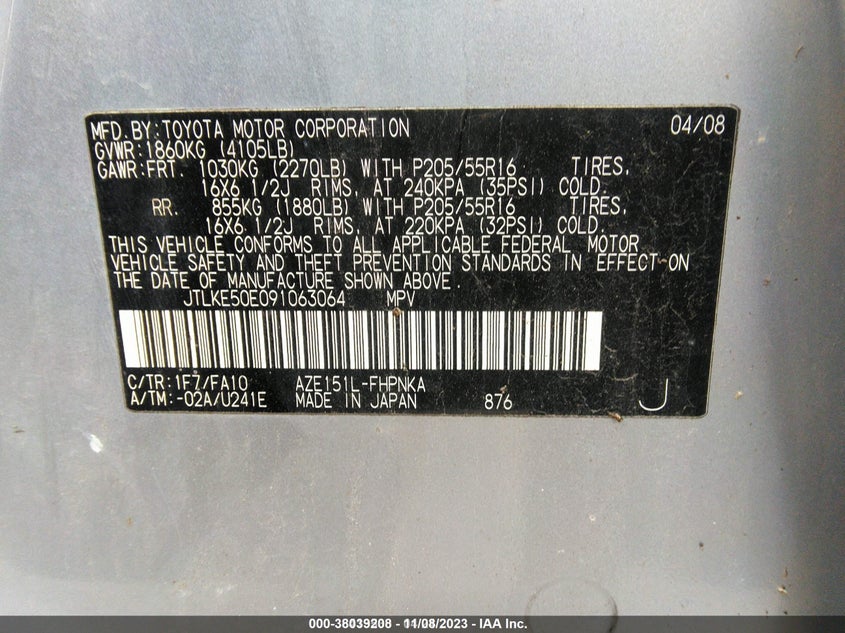 MFD.BY:TOYOTA MOTOR CORPORATION 04/08
GVWR:1860KG (4105LB)
GAWR:FRT. 1030KG (2270LB) WITH P205/55R16 TIRES,
16X6 1/2J RIMS, AT 240KPA (35PSI) COLD.
RR. 855KG (1880LB) WITH P205/55R16 TIRES,
16X6 1/2J RIMS, AT 220KPA (32PSI) COLD.
THIS VEHICLE CONFORMS TO ALL APPLICABLE FEDERAL MOTOR
VEHICLE SAFETY AND THEFT PREVENTION STANDARDS IN EFFECT ON
THE DATE OF MANUFACTURE SHOWN ABOVE.
JTLKE50E091063064 MPV
C/TR:1F7/FA10 AZE151L-FHPNKA
A/TM:-02A/U241E MADE IN JAPAN 876 J
000-38039208 - 11/08/2023 - IAA Inc.